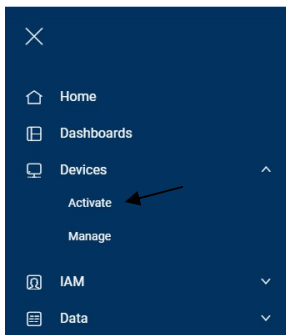 Home
Dashboards
Devices
Activate
Manage
IAM
Data